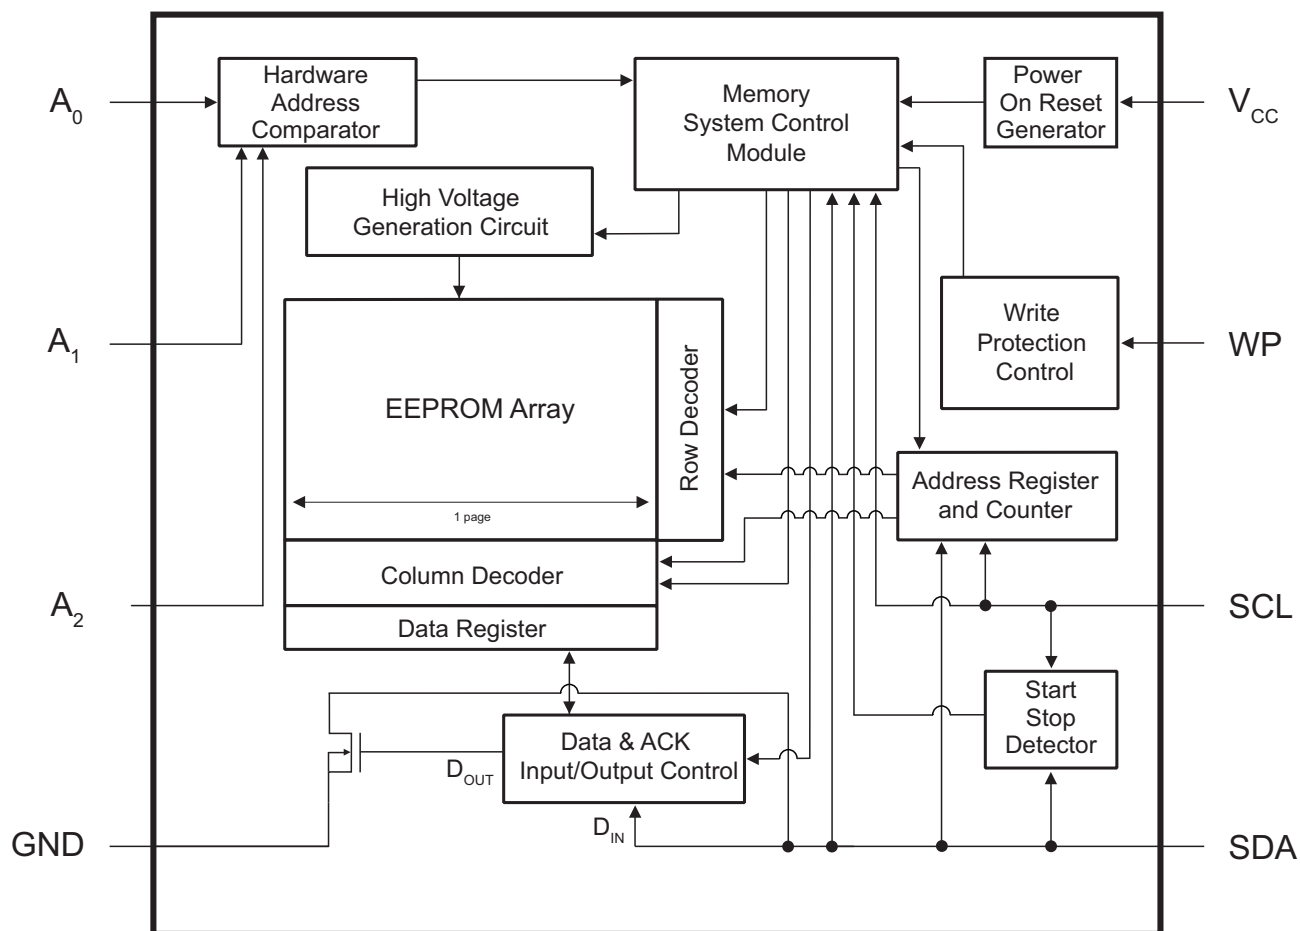 Hardware
Address
Comparator
Memory
System Control
Module
Power
On Reset
Generator
A0
VCC
High Voltage
Generation Circuit
Write
Protection
Control
A1
WP
EEPROM Array
Row Decoder
1 page
Address Register
and Counter
Column Decoder
A2
SCL
Data Register
Start
Stop
Detector
Data & ACK
Input/Output Control
DOUT
DIN
GND
SDA